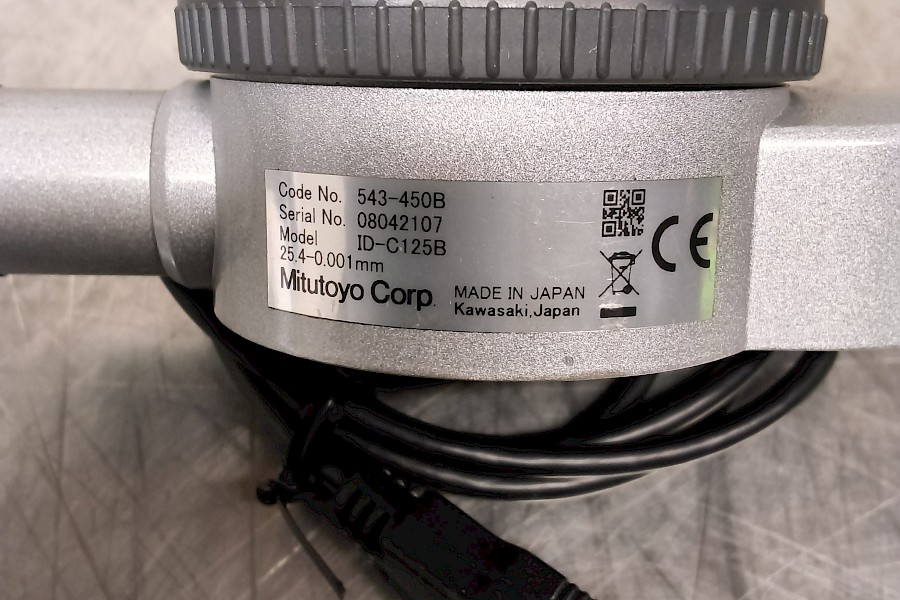 Code No. 543-450B
Serial No. 08042107
Model ID-C125B
25.4-0.001mm
Mitutoyo Corp.
MADE IN JAPAN
Kawasaki,Japan
CE